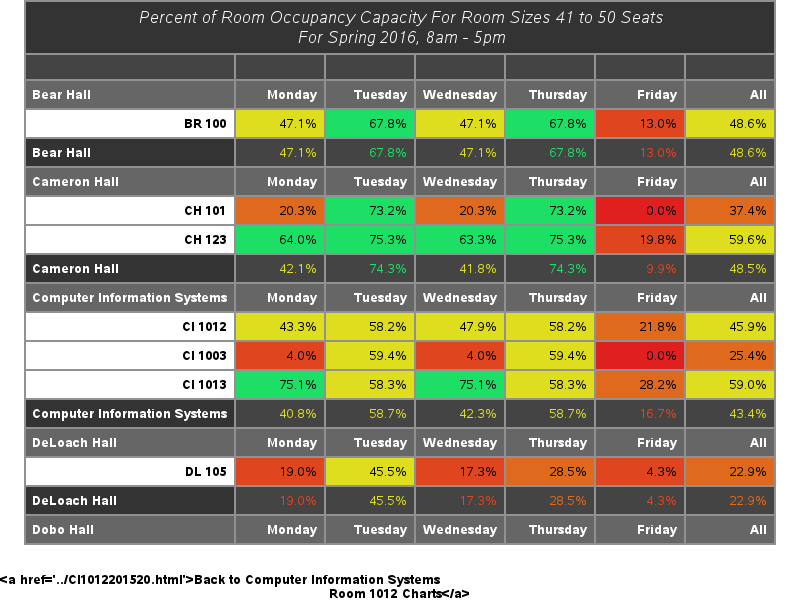 Percent of Room Occupancy Capacity For Room Sizes 41 to 50 Seats
For Spring 2016, 8am - 5pm
Bear Hall Monday Tuesday Wednesday Thursday Friday All
BR 100 47.1% 67.8% 47.1% 67.8% 13.0% 48.6%
Bear Hall 47.1% 67.8% 47.1% 67.8% 13.0% 48.6%
Cameron Hall Monday Tuesday Wednesday Thursday Friday All
CH 101 20.3% 73.2% 20.3% 73.2% 0.0% 37.4%
CH 123 64.0% 75.3% 63.3% 75.3% 19.8% 59.6%
Cameron Hall 42.1% 74.3% 41.8% 74.3% 9.9% 48.5%
Computer Information Systems Monday Tuesday Wednesday Thursday Friday All
CI 1012 43.3% 58.2% 47.9% 58.2% 21.8% 45.9%
CI 1003 4.0% 59.4% 4.0% 59.4% 0.0% 25.4%
CI 1013 75.1% 58.3% 75.1% 58.3% 28.2% 59.0%
Computer Information Systems 40.8% 58.7% 42.3% 58.7% 16.7% 43.4%
DeLoach Hall Monday Tuesday Wednesday Thursday Friday All
DL 105 19.0% 45.5% 17.3% 28.5% 4.3% 22.9%
DeLoach Hall 19.0% 45.5% 17.3% 28.5% 4.3% 22.9%
Dobo Hall Monday Tuesday Wednesday Thursday Friday All
&lt;a href='../CI1012201520.html'&gt;Back to Computer Information Systems
Room 1012 Charts&lt;/a&gt;